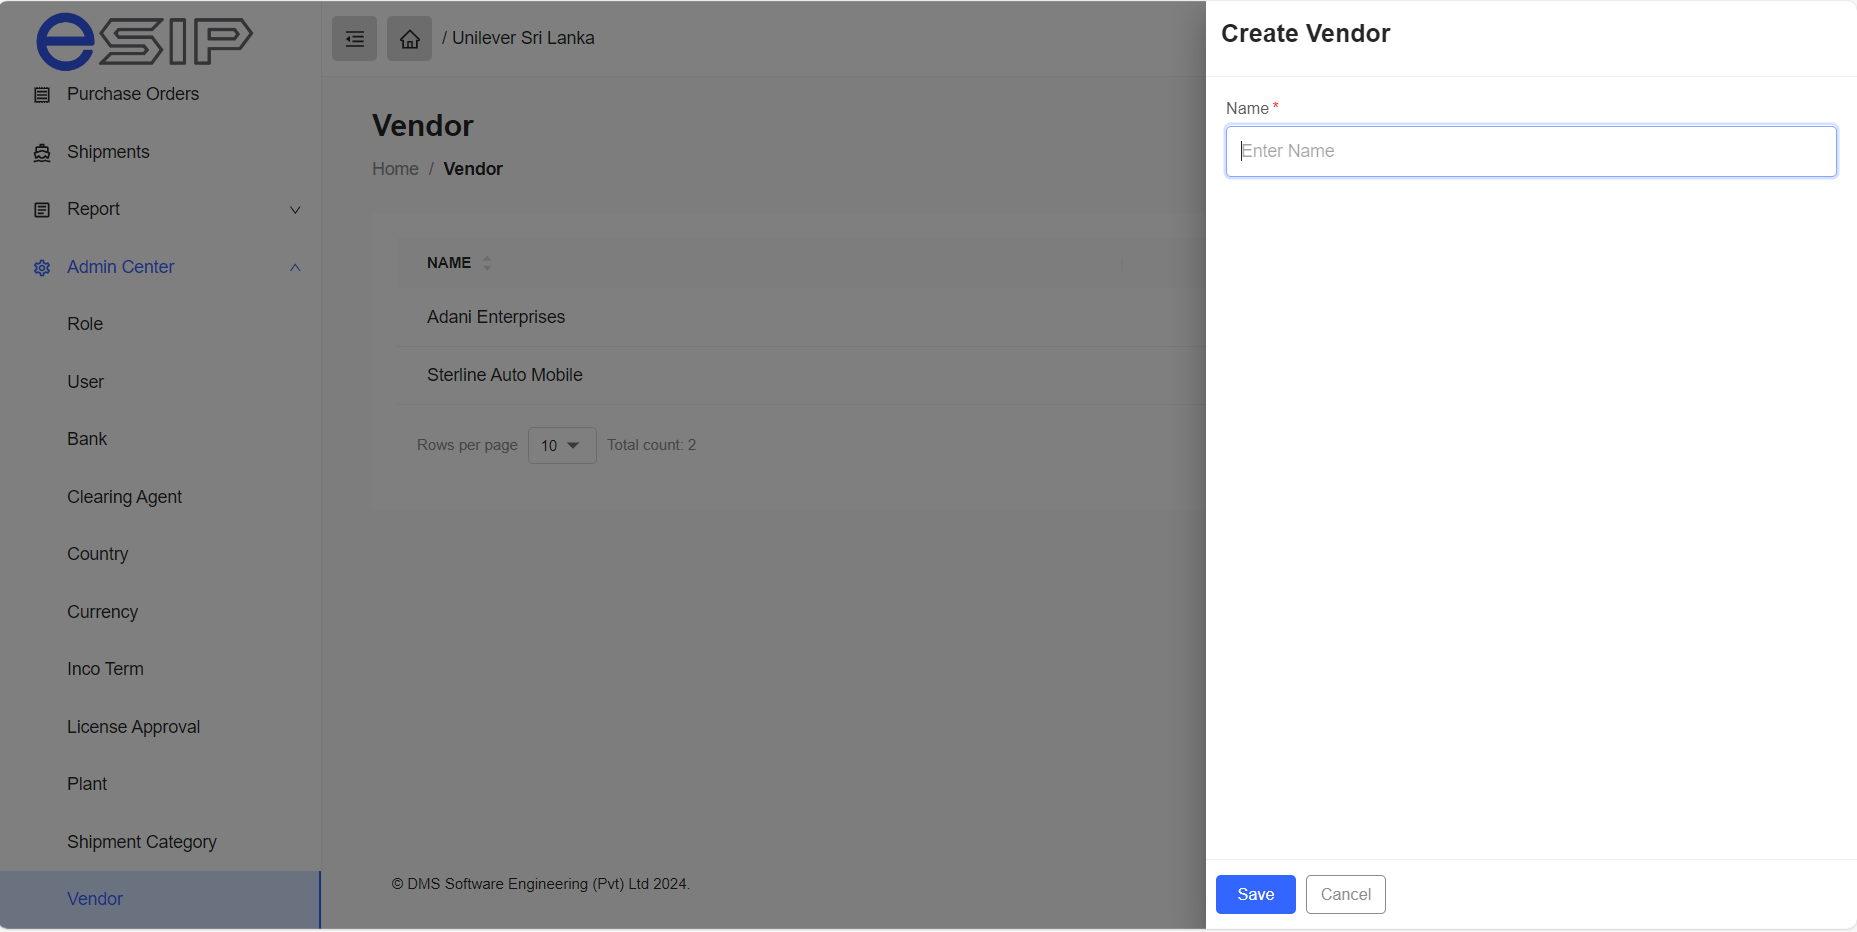 eSIP
Purchase Orders
Shipments
Report
Admin Center
Role
User
Bank
Clearing Agent
Country
Currency
Inco Term
License Approval
Plant
Shipment Category
Vendor
/ Unilever Sri Lanka
Vendor
Home / Vendor
NAME
Adani Enterprises
Sterline Auto Mobile
Rows per page 10 Total count: 2
© DMS Software Engineering (Pvt) Ltd 2024.
Create Vendor
Name *
Enter Name
Save Cancel